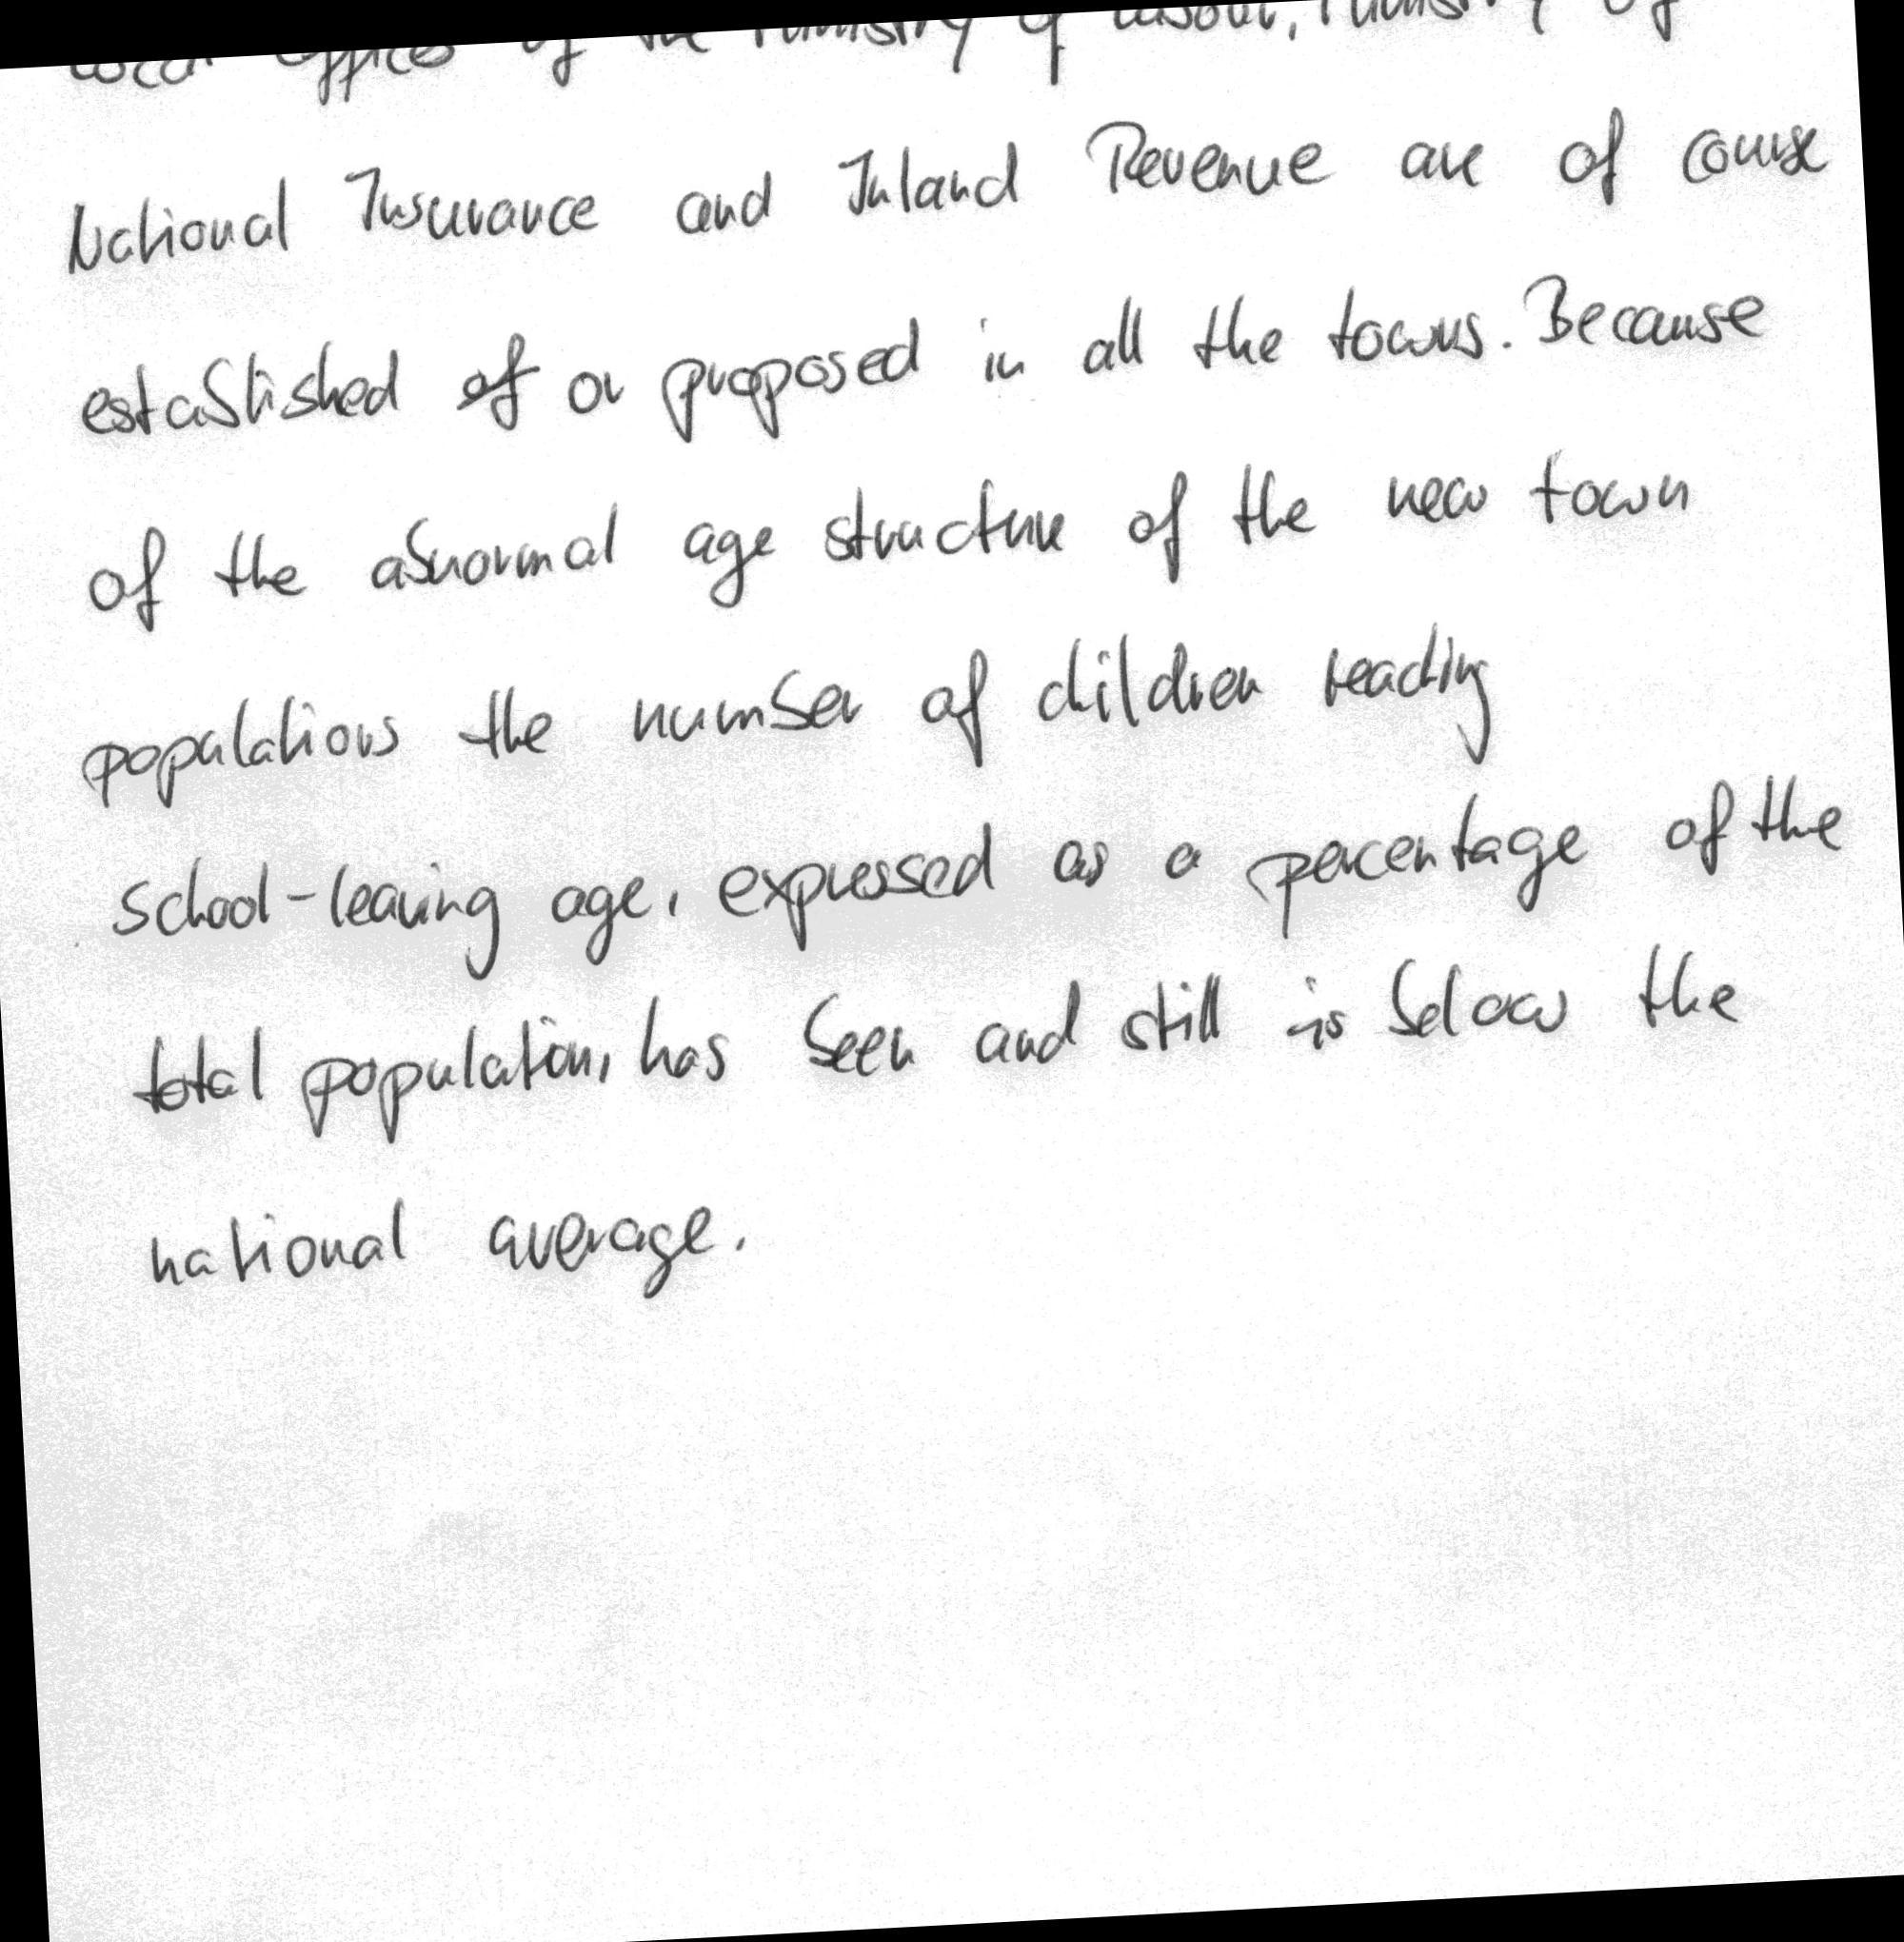 local offices of the Ministry of Labour, Ministry of
National Insurance and Inland Revenue are of course
established of or proposed in all the towns. Because
of the abnormal age structure of the new town
populations the number of children reaching
school-leaving age, expressed as a percentage of the
total population, has been and still is below the
national average.